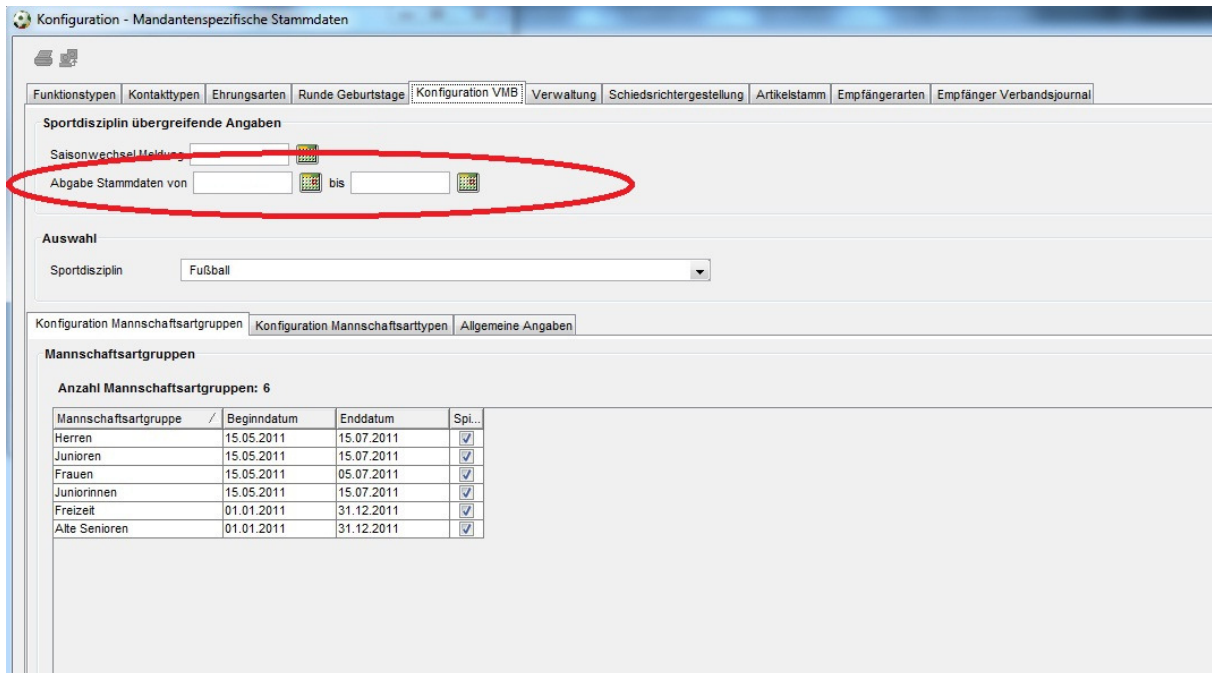 Konfiguration - Mandantenspezifische Stammdaten
Funktionstypen Kontakttypen Ehrungsarten Runde Geburtstage Konfiguration VMB Verwaltung Schiedsrichtergestellung Artikelstamm Empfängerarten Empfänger Verbandsjournal
Sportdisziplin übergreifende Angaben
Saisonwechsel Meldung
Abgabe Stammdaten von bis
Auswahl
Sportdisziplin Fußball
Konfiguration Mannschaftsartgruppen Konfiguration Mannschaftsarttypen Allgemeine Angaben
Mannschaftsartgruppen
Anzahl Mannschaftsartgruppen: 6
Mannschaftsartgruppe / Beginndatum Enddatum Spi...
Herren 15.05.2011 15.07.2011
Junioren 15.05.2011 15.07.2011
Frauen 15.05.2011 05.07.2011
Juniorinnen 15.05.2011 15.07.2011
Freizeit 01.01.2011 31.12.2011
Alte Senioren 01.01.2011 31.12.2011